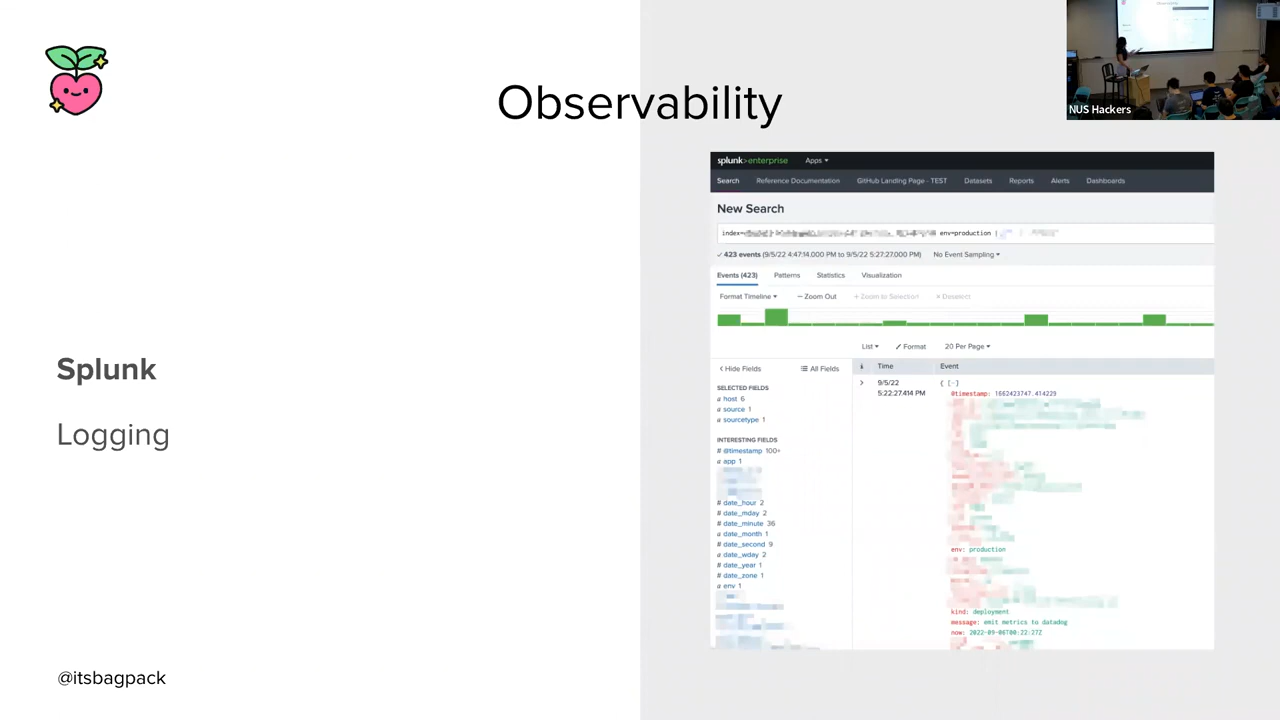 Observability
NUS Hackers
Splunk
Logging
@itsbagpack
splunk>enterprise Apps
Search Reference Documentation GitHub Landing Page - TEST Datasets Reports Alerts Dashboards
New Search
index= env=production |
✓ 423 events (9/5/22 4:47:14.000 PM to 9/5/22 5:27:27.000 PM) No Event Sampling
Events (423) Patterns Statistics Visualization
Format Timeline – Zoom Out + Zoom to Selection × Deselect
List Format 20 Per Page
< Hide Fields All Fields
i Time Event
SELECTED FIELDS
a host 6
a source 1
a sourcetype 1
INTERESTING FIELDS
# @timestamp 100+
a app 1
# date_hour 2
# date_mday 2
# date_minute 36
a date_month 1
# date_second 9
a date_wday 2
# date_year 1
# date_zone 1
a env 1
> 9/5/22
5:22:27.414 PM
{ [-]
@timestamp: 1662423747.414229
env: production
kind: deployment
message: emit metrics to datadog
now: 2022-09-06T00:22:27Z